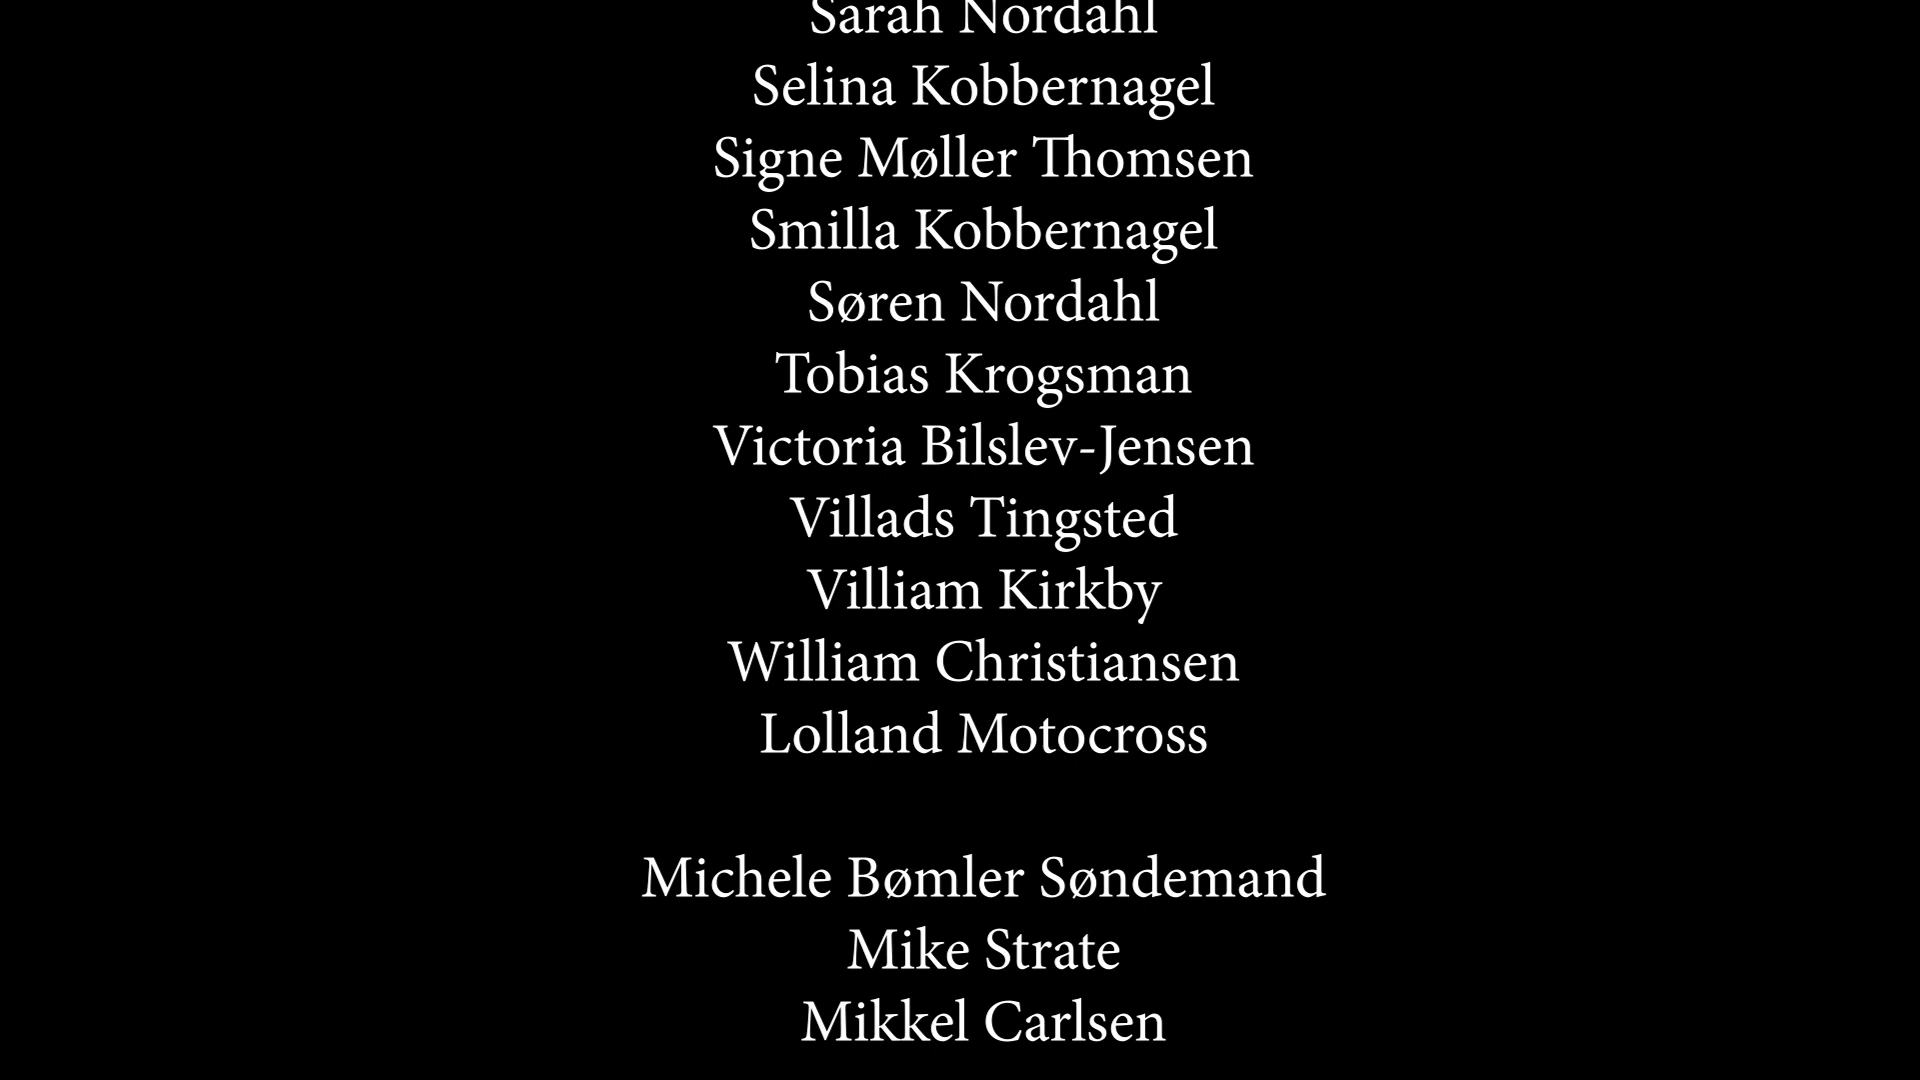 Sarah Nordahl
Selina Kobbernagel
Signe Møller Thomsen
Smilla Kobbernagel
Søren Nordahl
Tobias Krogsman
Victoria Bilslev-Jensen
Villads Tingsted
Villiam Kirkby
William Christiansen
Lolland Motocross
Michele Bømler Søndemand
Mike Strate
Mikkel Carlsen